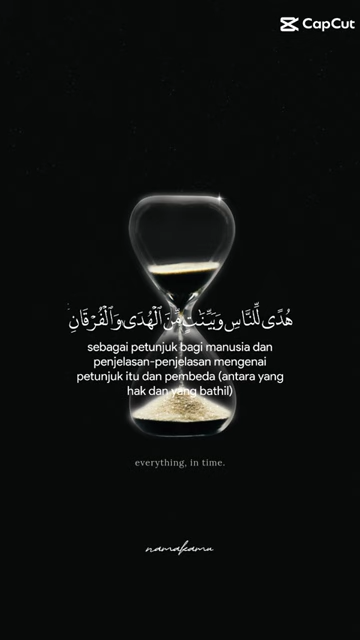 CapCut
هُدًى لِّلنَّاسِ وَبَيِّنَٰتٍ مِّنَ ٱلْهُدَىٰ وَٱلْفُرْقَانِ
sebagai petunjuk bagi manusia dan
penjelasan-penjelasan mengenai
petunjuk itu dan pembeda (antara yang
hak dan yang bathil)
everything, in time.
namakama